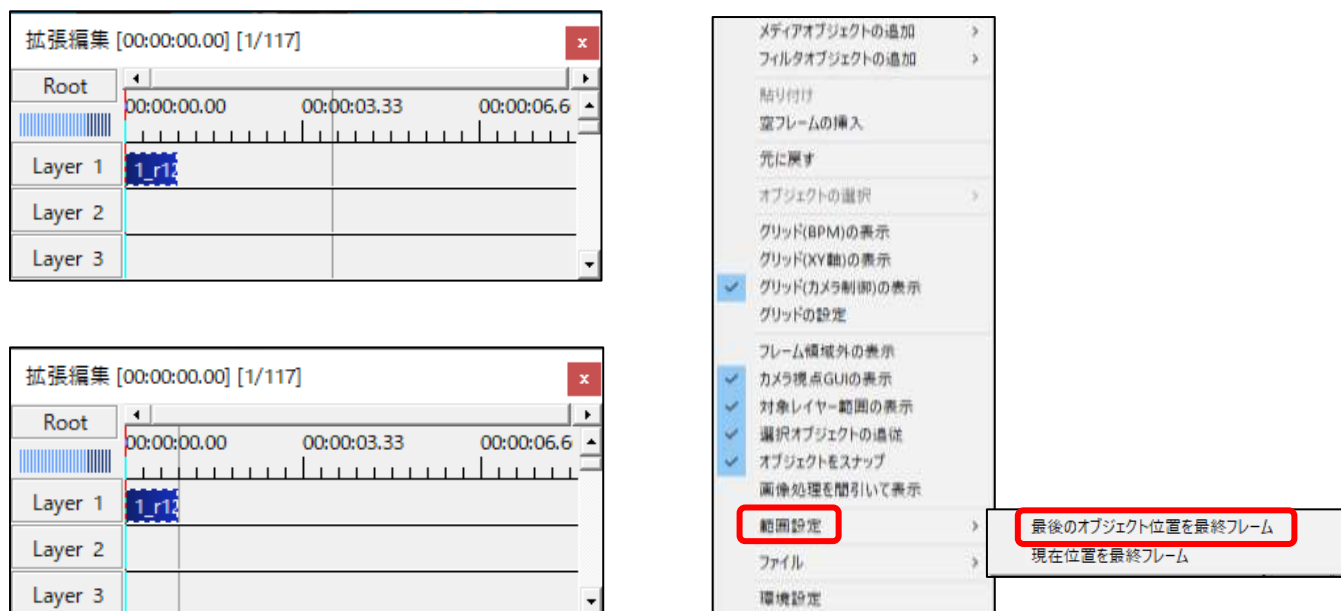 拡張編集 [00:00:00.00] [1/117]
x
Root
00:00:00.00 00:00:03.33 00:00:06.6
Layer 1
1_r12
Layer 2
Layer 3
拡張編集 [00:00:00.00] [1/117]
x
Root
00:00:00.00 00:00:03.33 00:00:06.6
Layer 1
1_r12
Layer 2
Layer 3
メディアオブジェクトの追加
フィルタオブジェクトの追加
貼り付け
空フレームの挿入
元に戻す
オブジェクトの選択
グリッド(BPM)の表示
グリッド(XY軸)の表示
グリッド(カメラ制御)の表示
グリッドの設定
フレーム領域外の表示
カメラ視点GUIの表示
対象レイヤー範囲の表示
選択オブジェクトの追従
オブジェクトをスナップ
画像処理を間引いて表示
範囲設定
最後のオブジェクト位置を最終フレーム
現在位置を最終フレーム
ファイル
環境設定